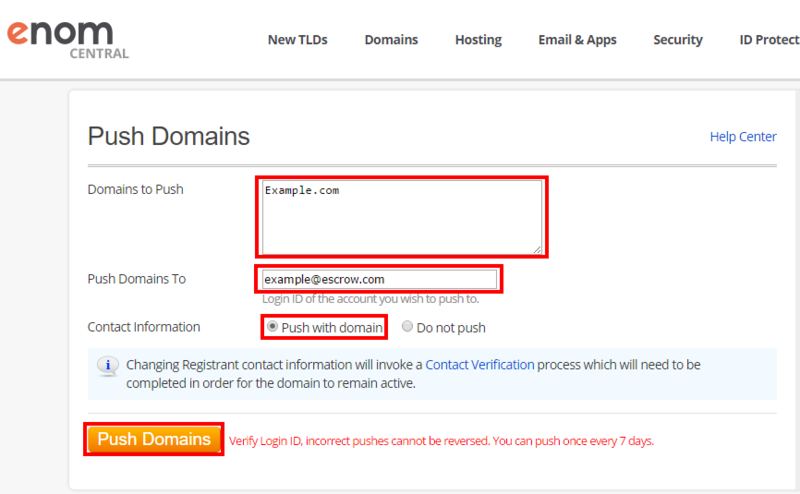 enom
CENTRAL
New TLDs Domains Hosting Email & Apps Security ID Protect
Push Domains
Help Center
Domains to Push
Example.com
Push Domains To
example@escrow.com
Login ID of the account you wish to push to.
Contact Information
Push with domain Do not push
i
Changing Registrant contact information will invoke a Contact Verification process which will need to
completed in order for the domain to remain active.
Push Domains
Verify Login ID, incorrect pushes cannot be reversed. You can push once every 7 days.